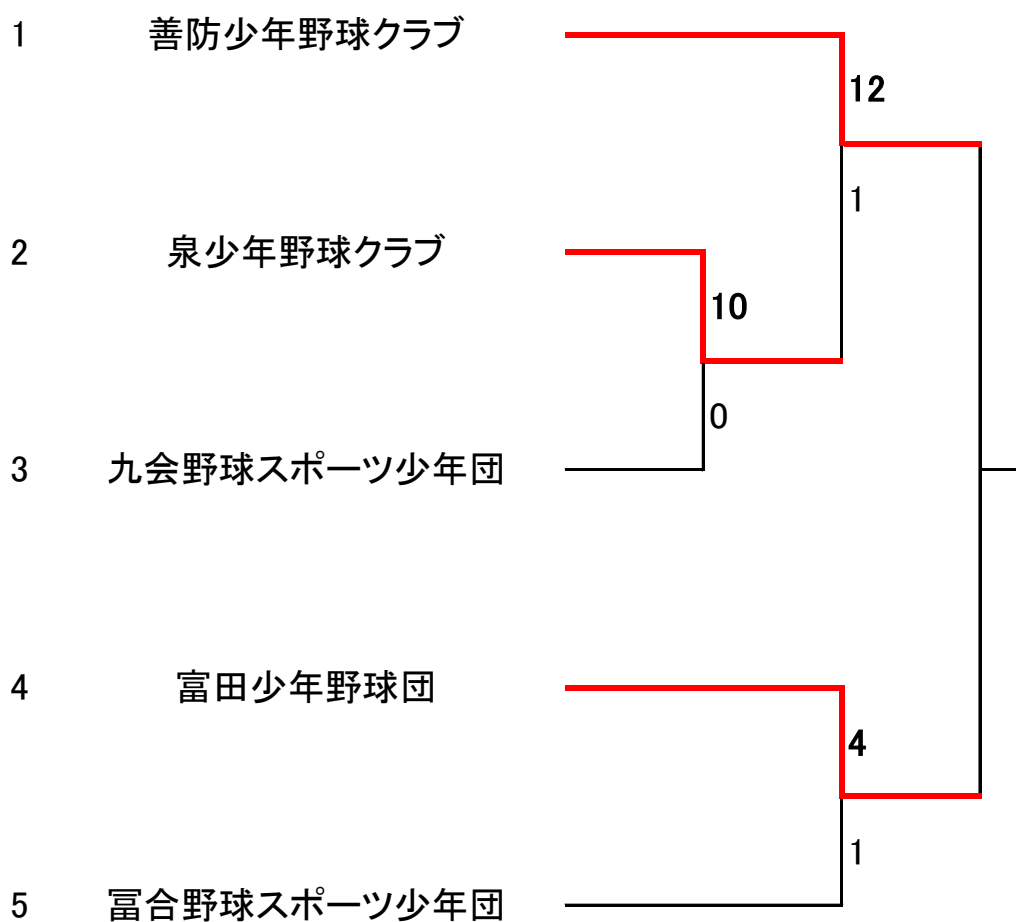 1 善防少年野球クラブ
12
1
2 泉少年野球クラブ
10
0
3 九会野球スポーツ少年団
4 富田少年野球団
4
1
5 冨合野球スポーツ少年団